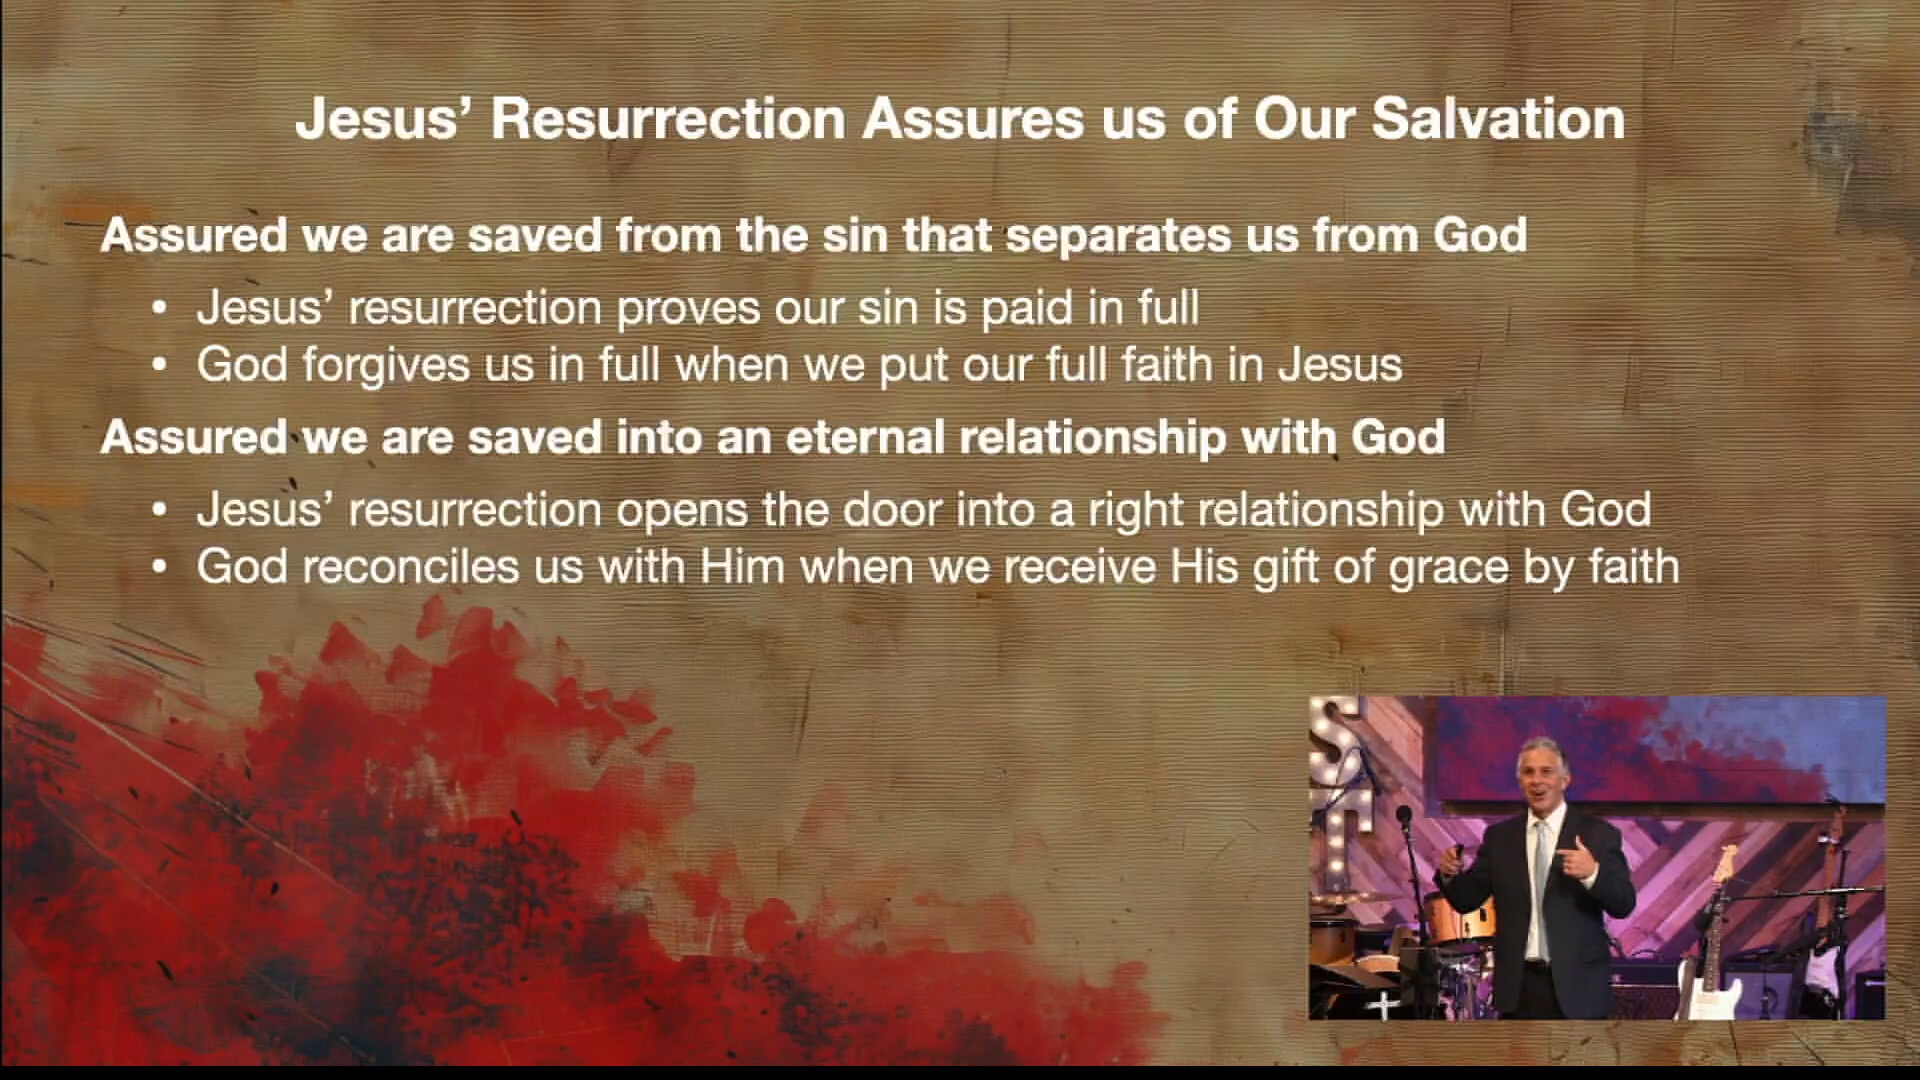 Jesus’ Resurrection Assures us of Our Salvation
Assured we are saved from the sin that separates us from God
• Jesus’ resurrection proves our sin is paid in full
• God forgives us in full when we put our full faith in Jesus
Assured we are saved into an eternal relationship with God
• Jesus’ resurrection opens the door into a right relationship with God
• God reconciles us with Him when we receive His gift of grace by faith